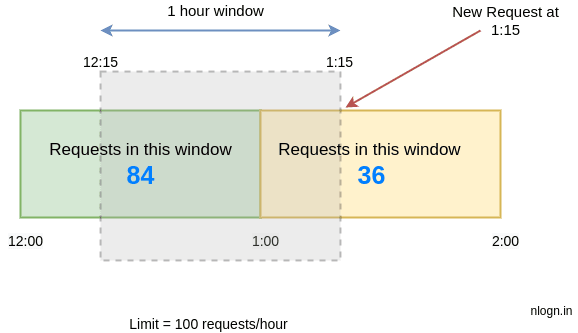 1 hour window
New Request at
1:15
12:15
1:15
Requests in this window
84
Requests in this window
36
12:00
1:00
2:00
nlogn.in
Limit = 100 requests/hour